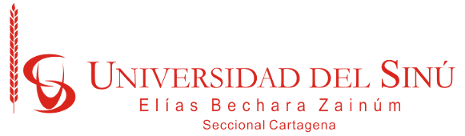 UNIVERSIDAD DEL SINÚ
Elías Bechara Zainúm
Seccional Cartagena